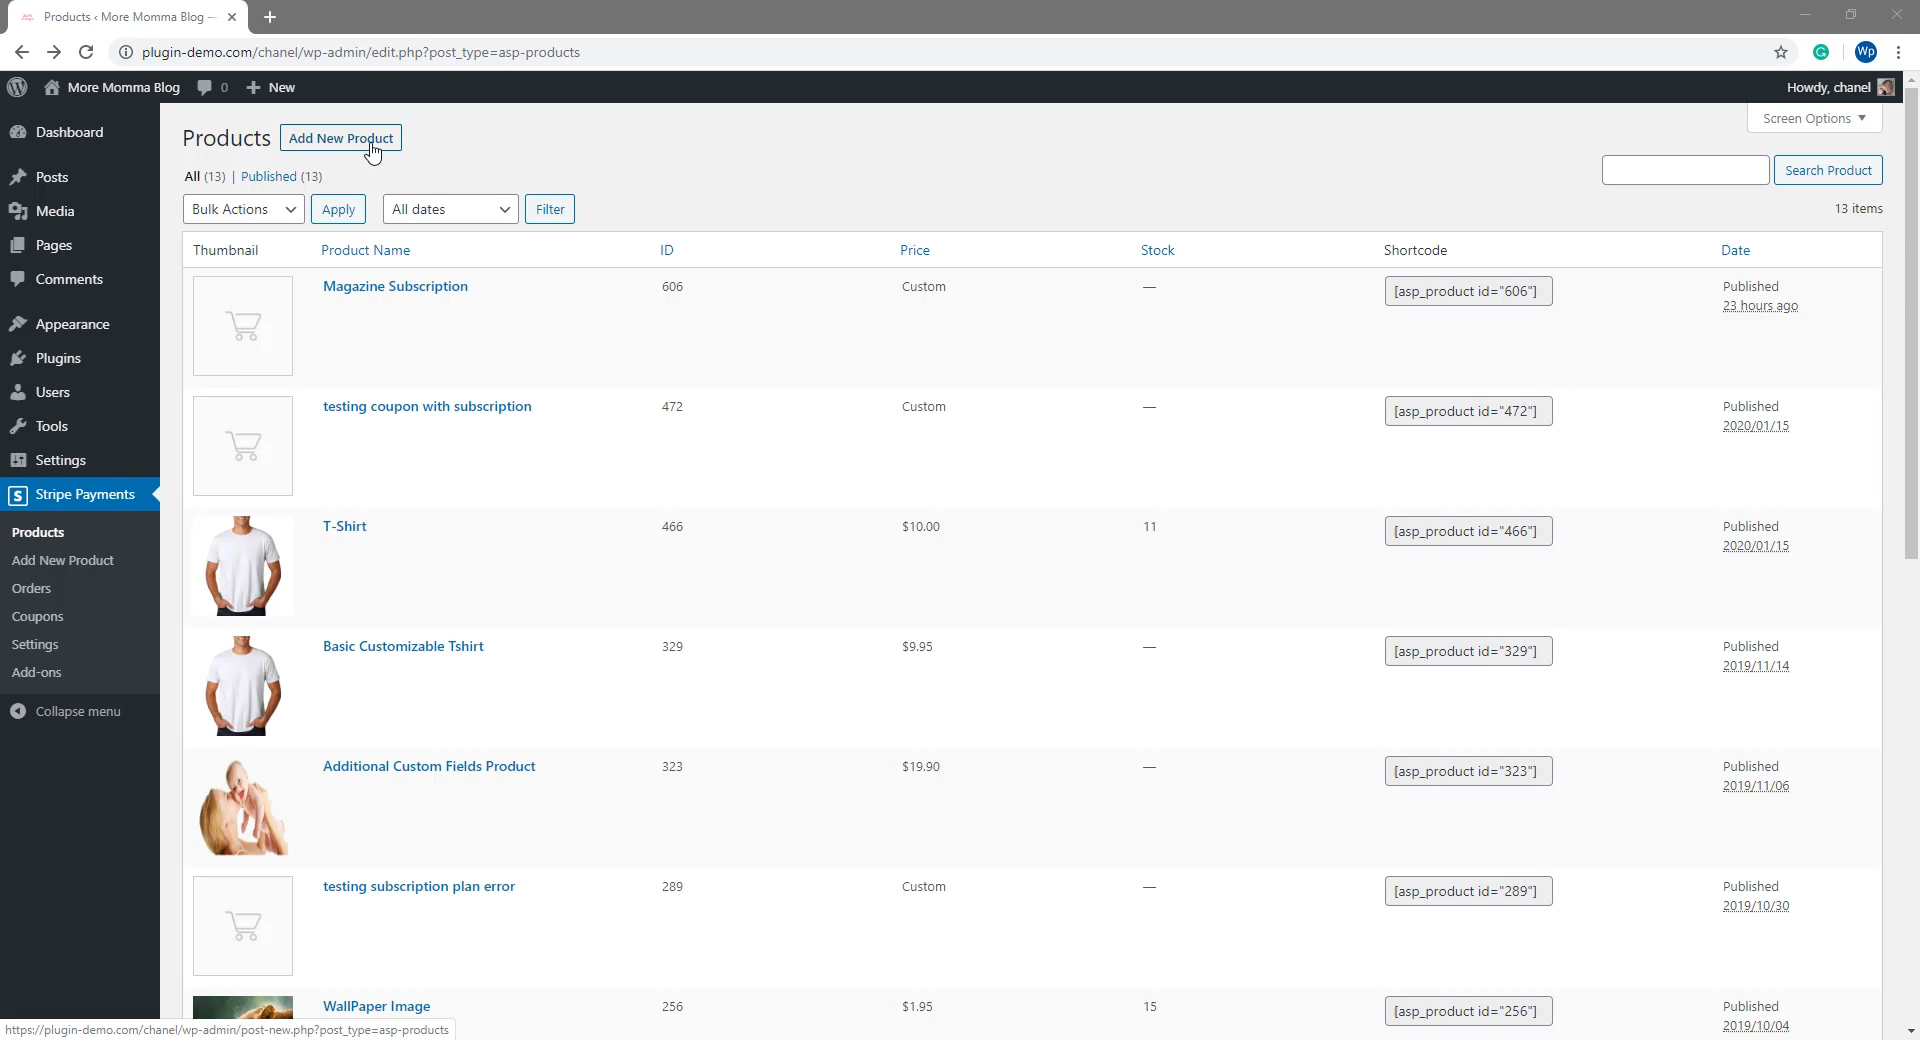 Products ‹ More Momma Blog —
plugin-demo.com/chanel/wp-admin/edit.php?post_type=asp-products
Wp
More Momma Blog 0 New
Howdy, chanel
Dashboard
Posts
Media
Pages
Comments
Appearance
Plugins
Users
Tools
Settings
Stripe Payments
Products
Add New Product
Orders
Coupons
Settings
Add-ons
Collapse menu
Screen Options
Products Add New Product
All (13) | Published (13)
Search Product
Bulk Actions Apply All dates Filter
13 items
Thumbnail Product Name ID Price Stock Shortcode Date
Magazine Subscription 606 Custom — [asp_product id="606"] Published
23 hours ago
testing coupon with subscription 472 Custom — [asp_product id="472"] Published
2020/01/15
T-Shirt 466 $10.00 11 [asp_product id="466"] Published
2020/01/15
Basic Customizable Tshirt 329 $9.95 — [asp_product id="329"] Published
2019/11/14
Additional Custom Fields Product 323 $19.90 — [asp_product id="323"] Published
2019/11/06
testing subscription plan error 289 Custom — [asp_product id="289"] Published
2019/10/30
WallPaper Image 256 $1.95 15 [asp_product id="256"] Published
2019/10/04
https://plugin-demo.com/chanel/wp-admin/post-new.php?post_type=asp-products